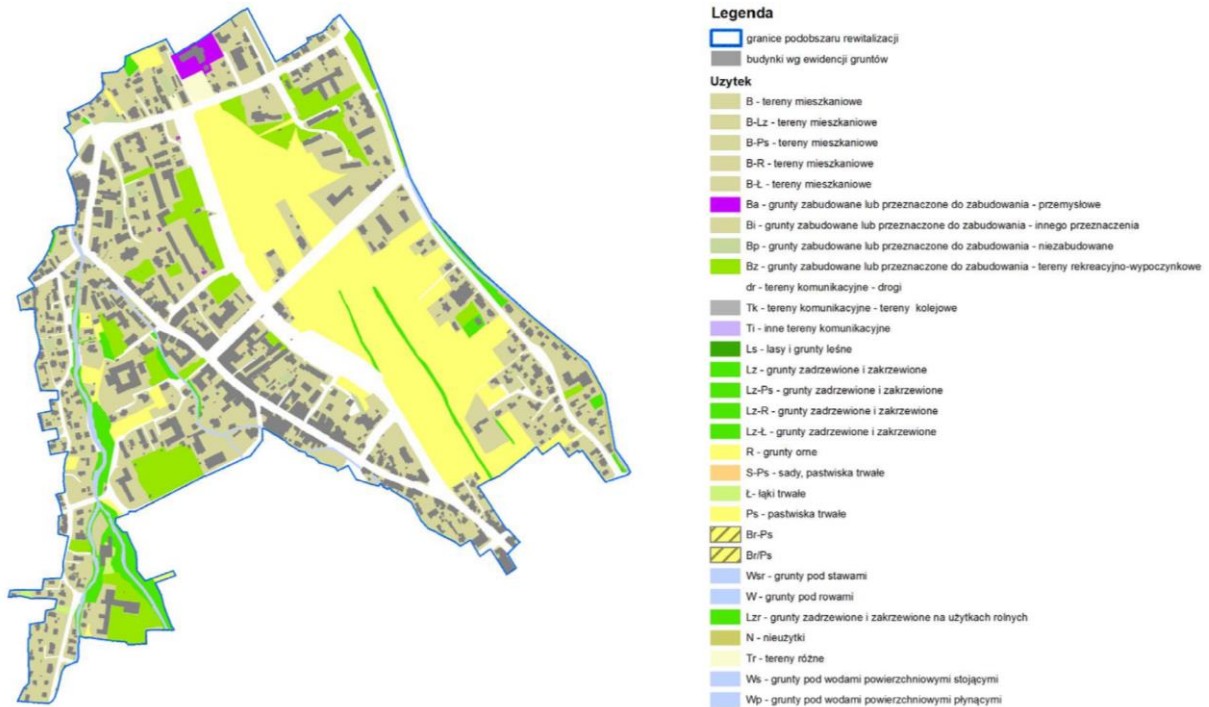 Legenda
granice podobszaru rewitalizacji
budynki wg ewidencji gruntów
Uzytek
B - tereny mieszkaniowe
B-Lz - tereny mieszkaniowe
B-Ps - tereny mieszkaniowe
B-R - tereny mieszkaniowe
B-Ł - tereny mieszkaniowe
Ba - grunty zabudowane lub przeznaczone do zabudowania - przemysłowe
Bi - grunty zabudowane lub przeznaczone do zabudowania - innego przeznaczenia
Bp - grunty zabudowane lub przeznaczone do zabudowania - niezabudowane
Bz - grunty zabudowane lub przeznaczone do zabudowania - tereny rekreacyjno-wypoczynkowe
dr - tereny komunikacyjne - drogi
Tk - tereny komunikacyjne - tereny kolejowe
Ti - inne tereny komunikacyjne
Ls - lasy i grunty leśne
Lz - grunty zadrzewione i zakrzewione
Lz-Ps - grunty zadrzewione i zakrzewione
Lz-R - grunty zadrzewione i zakrzewione
Lz-Ł - grunty zadrzewione i zakrzewione
R - grunty orne
S-Ps - sady, pastwiska trwałe
Ł- łąki trwałe
Ps - pastwiska trwałe
Br-Ps
Br/Ps
Wsr - grunty pod stawami
W - grunty pod rowami
Lzr - grunty zadrzewione i zakrzewione na użytkach rolnych
N - nieużytki
Tr - tereny różne
Ws - grunty pod wodami powierzchniowymi stojącymi
Wp - grunty pod wodami powierzchniowymi płynącymi